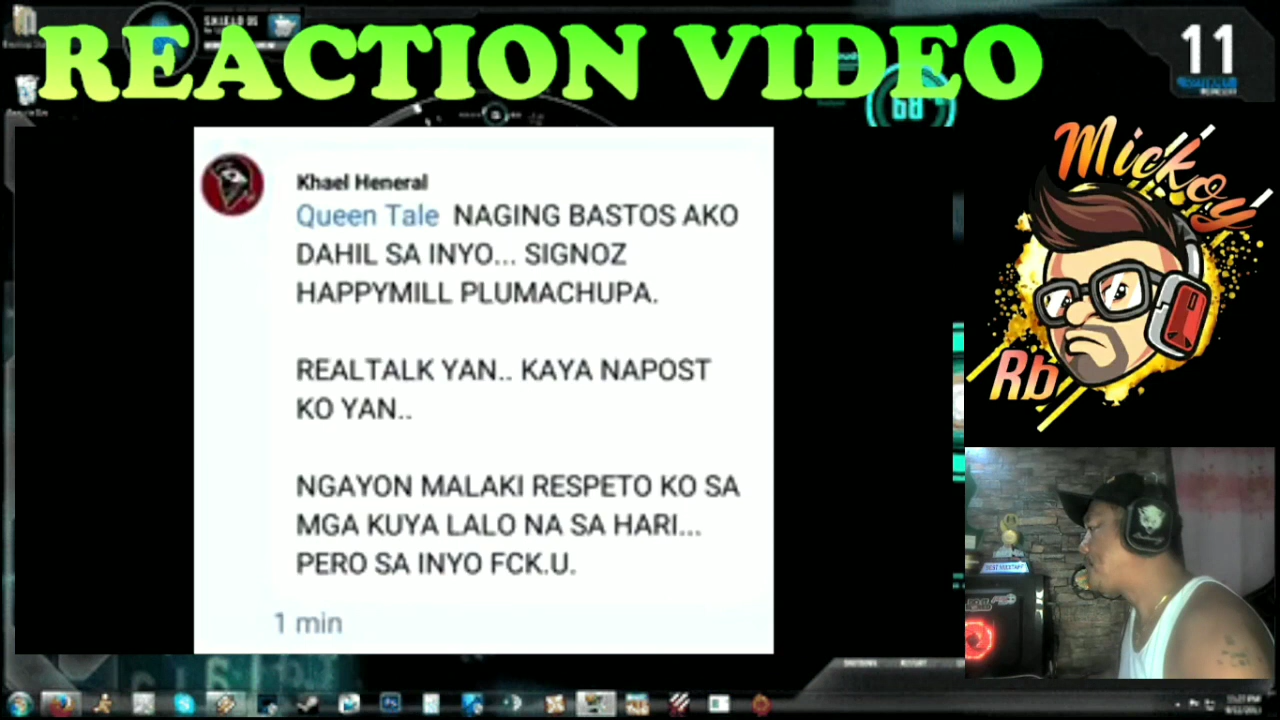 REACTION VIDEO
11
68°
Mickoy
Rb
Khael Heneral
Queen Tale NAGING BASTOS AKO
DAHIL SA INYO... SIGNOZ
HAPPYMILL PLUMACHUPA.
REALTALK YAN.. KAYA NAPOST
KO YAN..
NGAYON MALAKI RESPETO KO SA
MGA KUYA LALO NA SA HARI...
PERO SA INYO FCK.U.
1 min